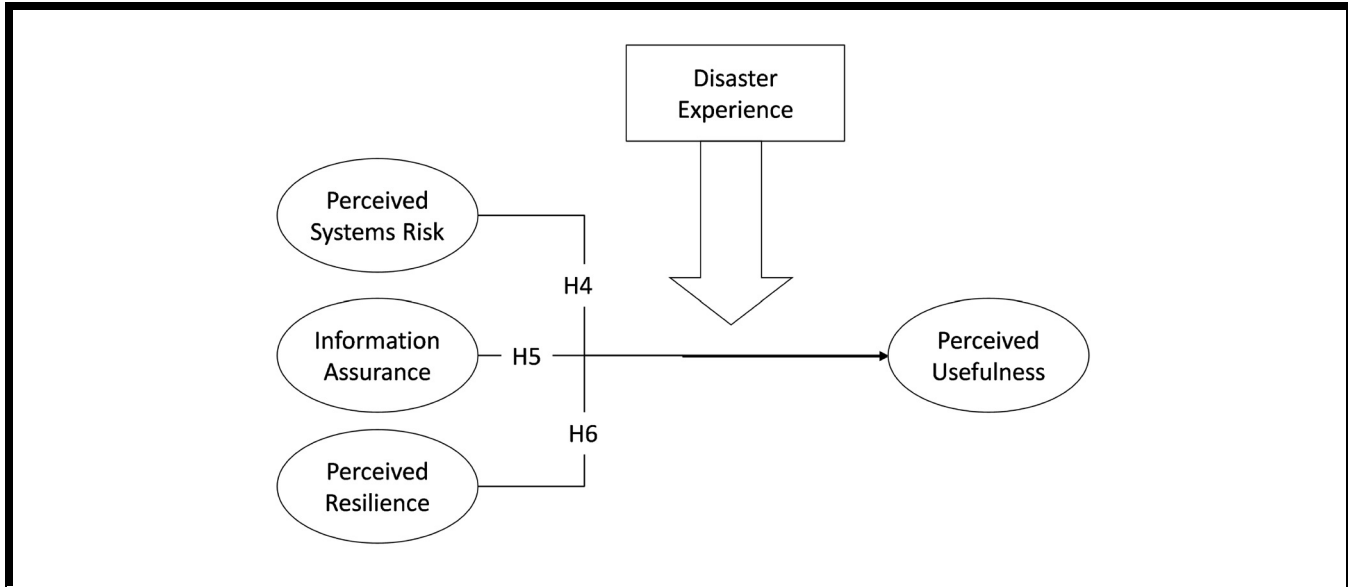 Disaster
Experience
Perceived
Systems Risk
H4
Information
Assurance
H5
Perceived
Usefulness
H6
Perceived
Resilience